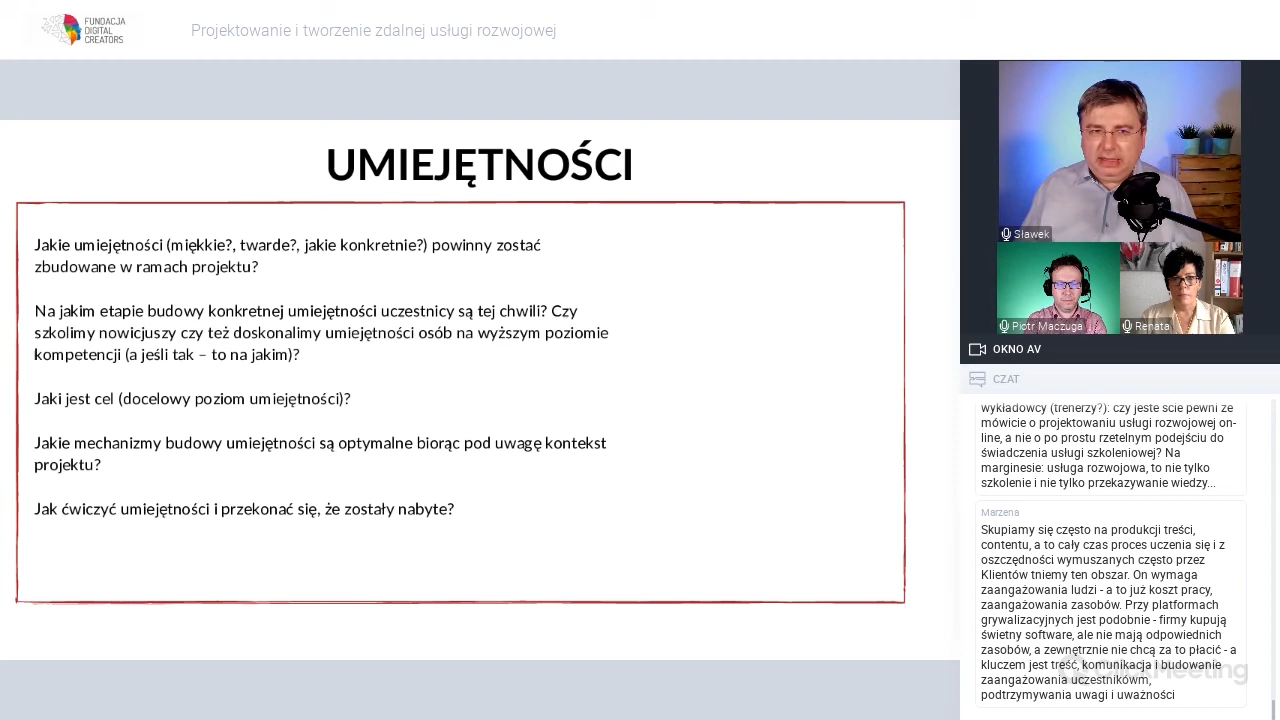 FUNDACJA
DIGITAL
CREATORS
Projektowanie i tworzenie zdalnej usługi rozwojowej
UMIEJĘTNOŚCI
Jakie umiejętności (miękkie?, twarde?, jakie konkretnie?) powinny zostać
zbudowane w ramach projektu?
Na jakim etapie budowy konkretnej umiejętności uczestnicy są tej chwili? Czy
szkolimy nowicjuszy czy też doskonalimy umiejętności osób na wyższym poziomie
kompetencji (a jeśli tak – to na jakim)?
Jaki jest cel (docelowy poziom umiejętności)?
Jakie mechanizmy budowy umiejętności są optymalne biorąc pod uwagę kontekst
projektu?
Jak ćwiczyć umiejętności i przekonać się, że zostały nabyte?
Sławek
Piotr Maczuga
Renata
OKNO AV
CZAT
wykładowcy (trenerzy?): czy jeste ście pewni że
mówicie o projektowaniu usługi rozwojowej on-
line, a nie o po prostu rzetelnym podejściu do
świadczenia usługi szkoleniowej? Na
marginesie: usługa rozwojowa, to nie tylko
szkolenie i nie tylko przekazywanie wiedzy...
Marzena
Skupiamy się często na produkcji treści,
contentu, a to cały czas proces uczenia się i z
oszczędności wymuszanych często przez
Klientów tniemy ten obszar. On wymaga
zaangażowania ludzi - a to już koszt pracy,
zaangażowania zasobów. Przy platformach
grywalizacyjnych jest podobnie - firmy kupują
świetny software, ale nie mają odpowiednich
zasobów, a zewnętrznie nie chcą za to płacić - a
kluczem jest treść, komunikacja i budowanie
zaangażowania uczestnikówm,
podtrzymywania uwagi i uważności
ClickMeeting